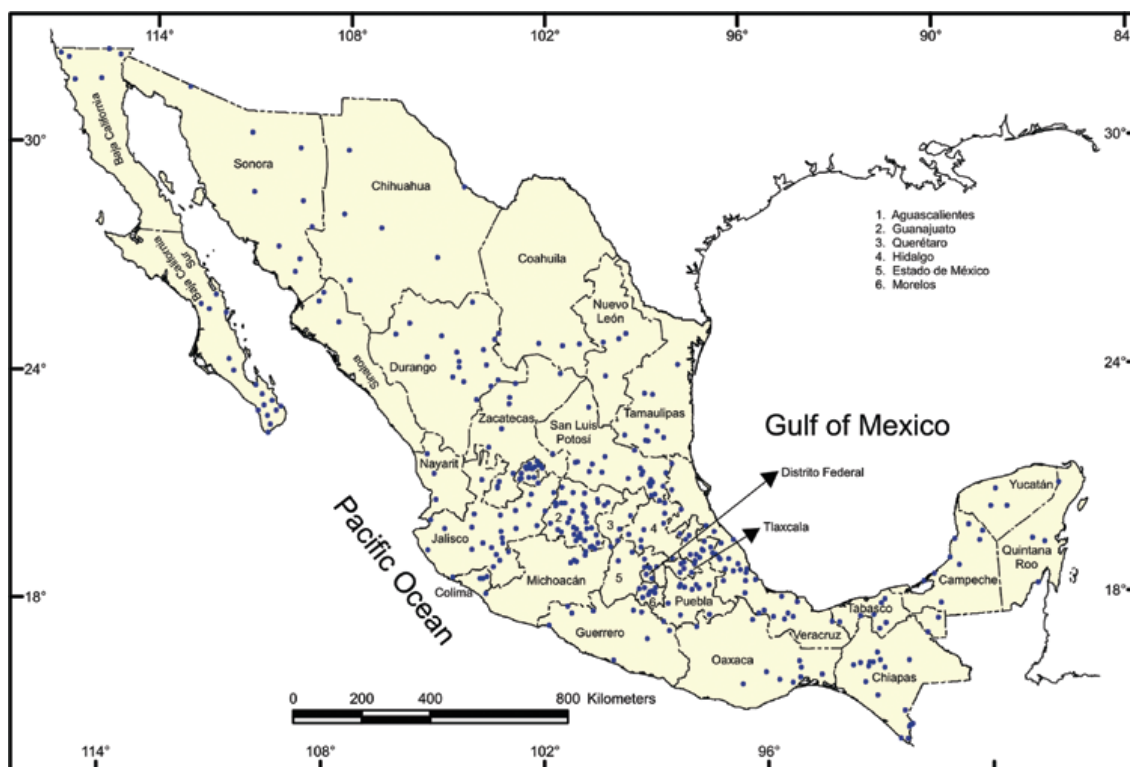 114°
108°
102°
96°
90°
84
30°
30°
Baja California
Sonora
Chihuahua
1. Aguascalientes
2. Guanajuato
3. Querétaro
4. Hidalgo
5. Estado de México
6. Morelos
Baja California
Sur
Coahuila
Nuevo
León
24°
24°
Durango
Sinaloa
Zacatecas
San Luis
Potosí
Tamaulipas
Gulf of Mexico
Nayarit
Distrito Federal
Yucatán
Pacific Ocean
2
3
4
Tlaxcala
Jalisco
Quintana
Roo
Michoacán
5
Campeche
18°
18°
Colima
6
Puebla
Tabasco
Guerrero
Veracruz
Oaxaca
Chiapas
0 200 400 800 Kilometers
114°
108°
102°
96°